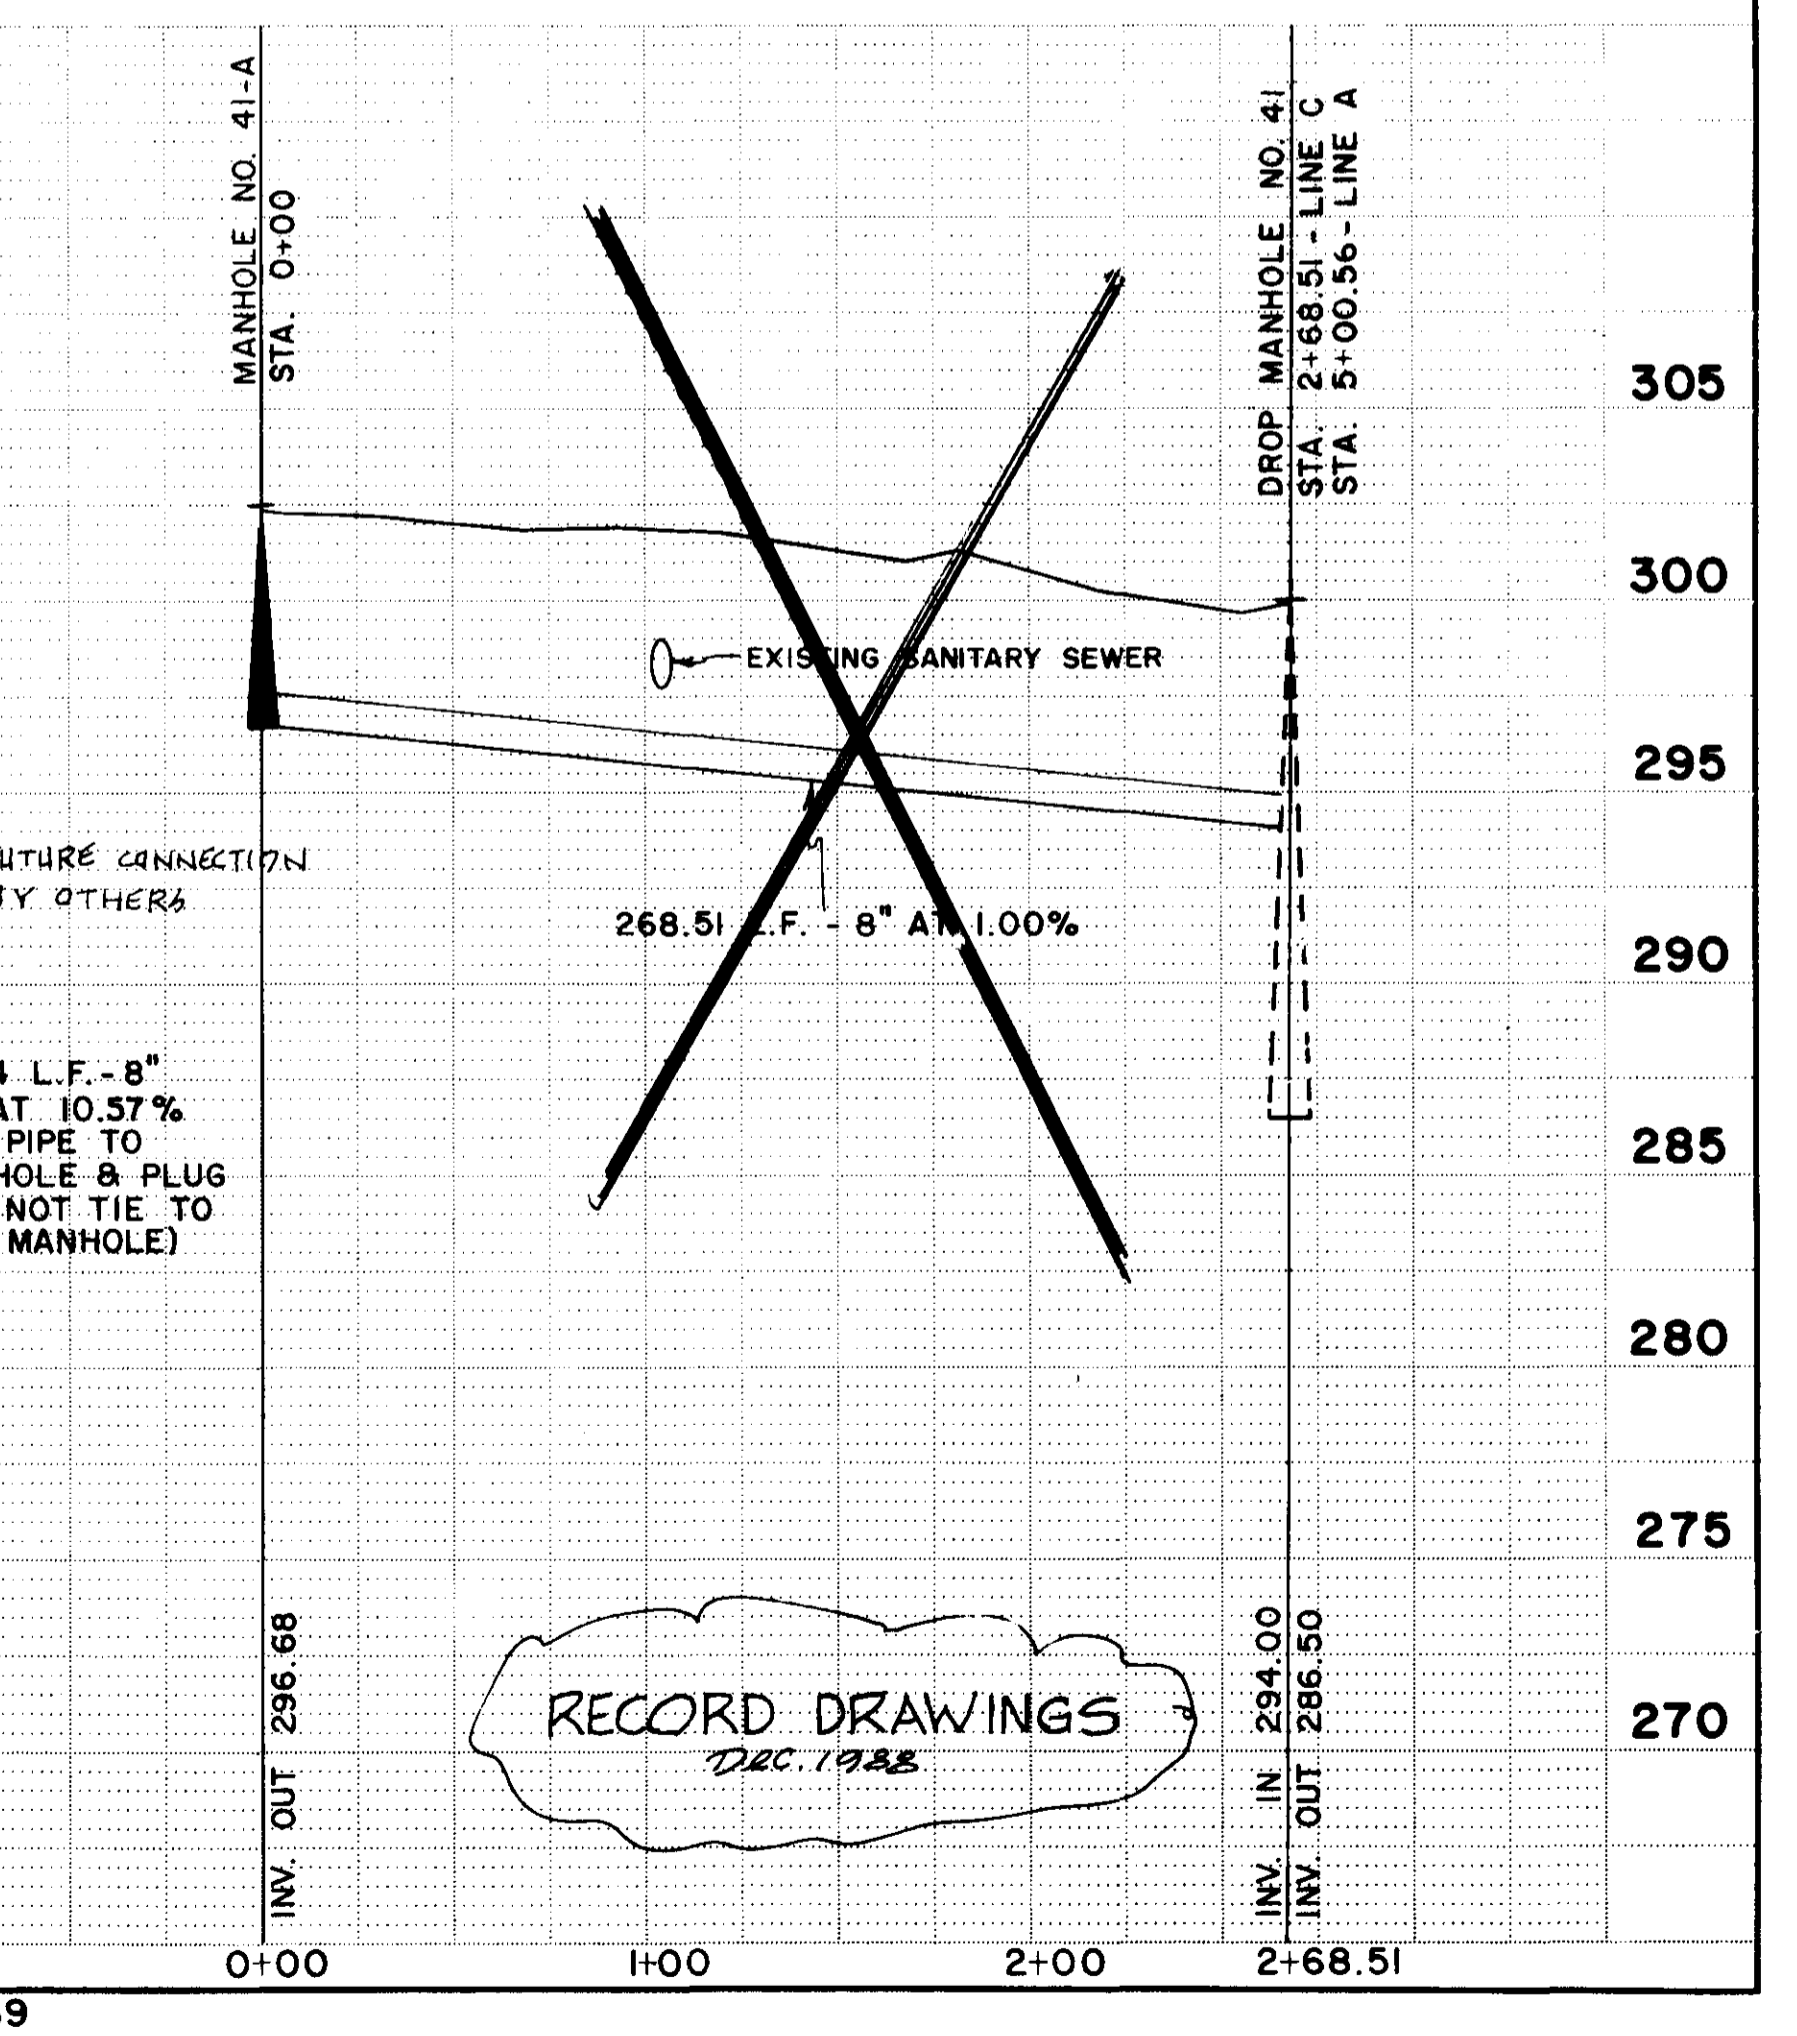 MANHOLE NO. 41-A
STA. 0+00
DROP MANHOLE NO. 41
STA. 2+68.51 - LINE C
STA. 5+00.56 - LINE A
305
300
EXISTING SANITARY SEWER
295
CONNECTION
OTHERS
268.51 L.F. - 8" AT 1.00%
290
L.F. - 8"
AT 10.57%
PIPE TO
& PLUG
NOT TIE TO
MANHOLE)
285
280
275
270
INV. OUT 296.68
RECORD DRAWINGS
DEC. 1988
INV. IN 294.00
INV. OUT 286.50
0+00 1+00 2+00 2+68.51